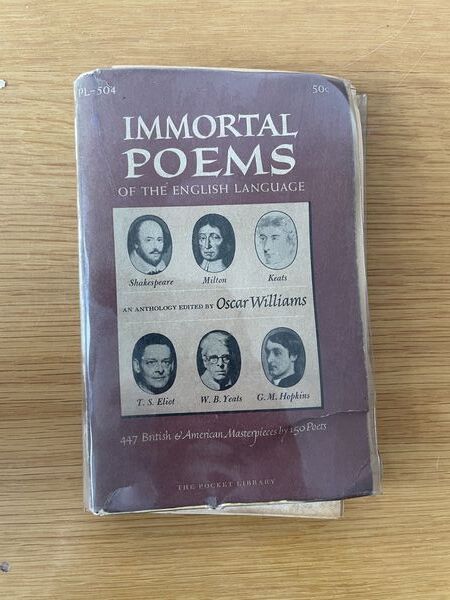 PL-504 50c
IMMORTAL
POEMS
OF THE ENGLISH LANGUAGE
Shakespeare Milton Keats
AN ANTHOLOGY EDITED BY Oscar Williams
T. S. Eliot W. B. Yeats G. M. Hopkins
447 British & American Masterpieces by 150 Poets
THE POCKET LIBRARY